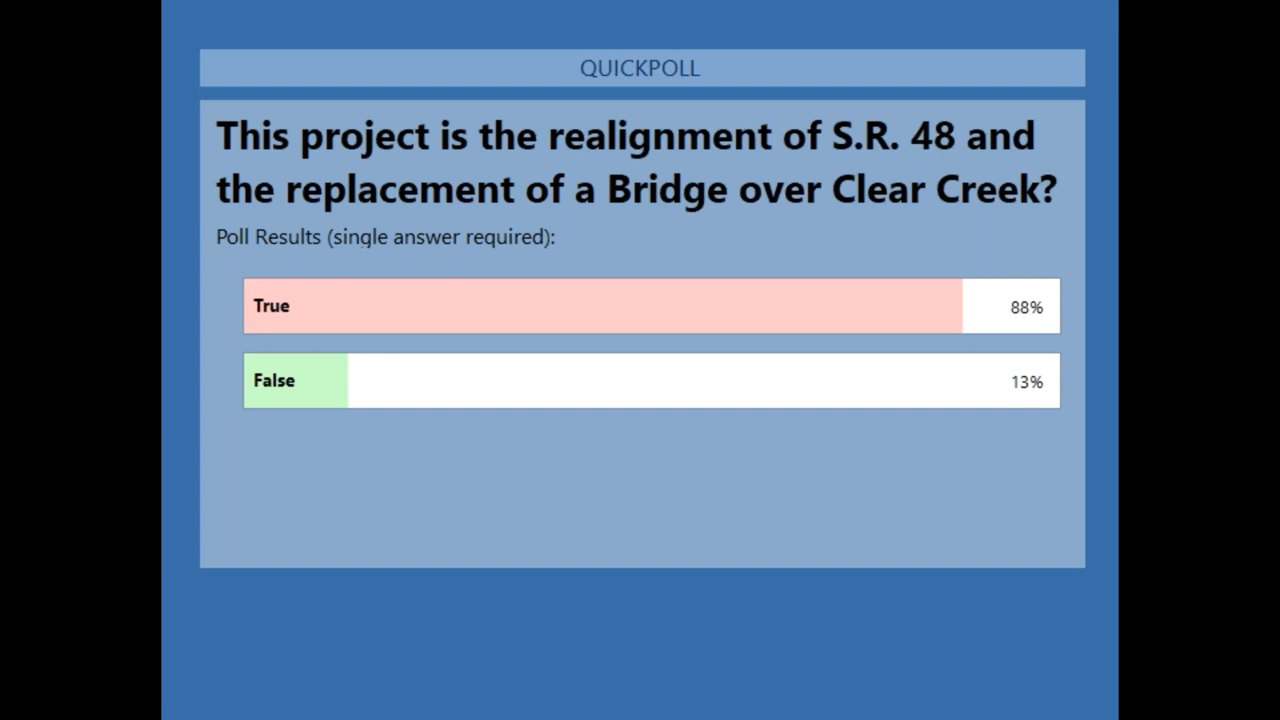 QUICKPOLL
This project is the realignment of S.R. 48 and
the replacement of a Bridge over Clear Creek?
Poll Results (single answer required):
True 88%
False 13%